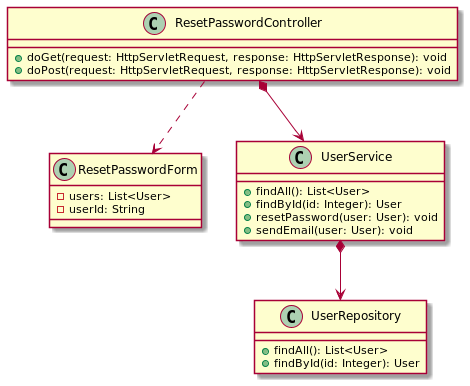 C ResetPasswordController
doGet(request: HttpServletRequest, response: HttpServletResponse): void
doPost(request: HttpServletRequest, response: HttpServletResponse): void
C ResetPasswordForm
users: List<User>
userId: String
C UserService
findAll(): List<User>
findById(id: Integer): User
resetPassword(user: User): void
sendEmail(user: User): void
C UserRepository
findAll(): List<User>
findById(id: Integer): User